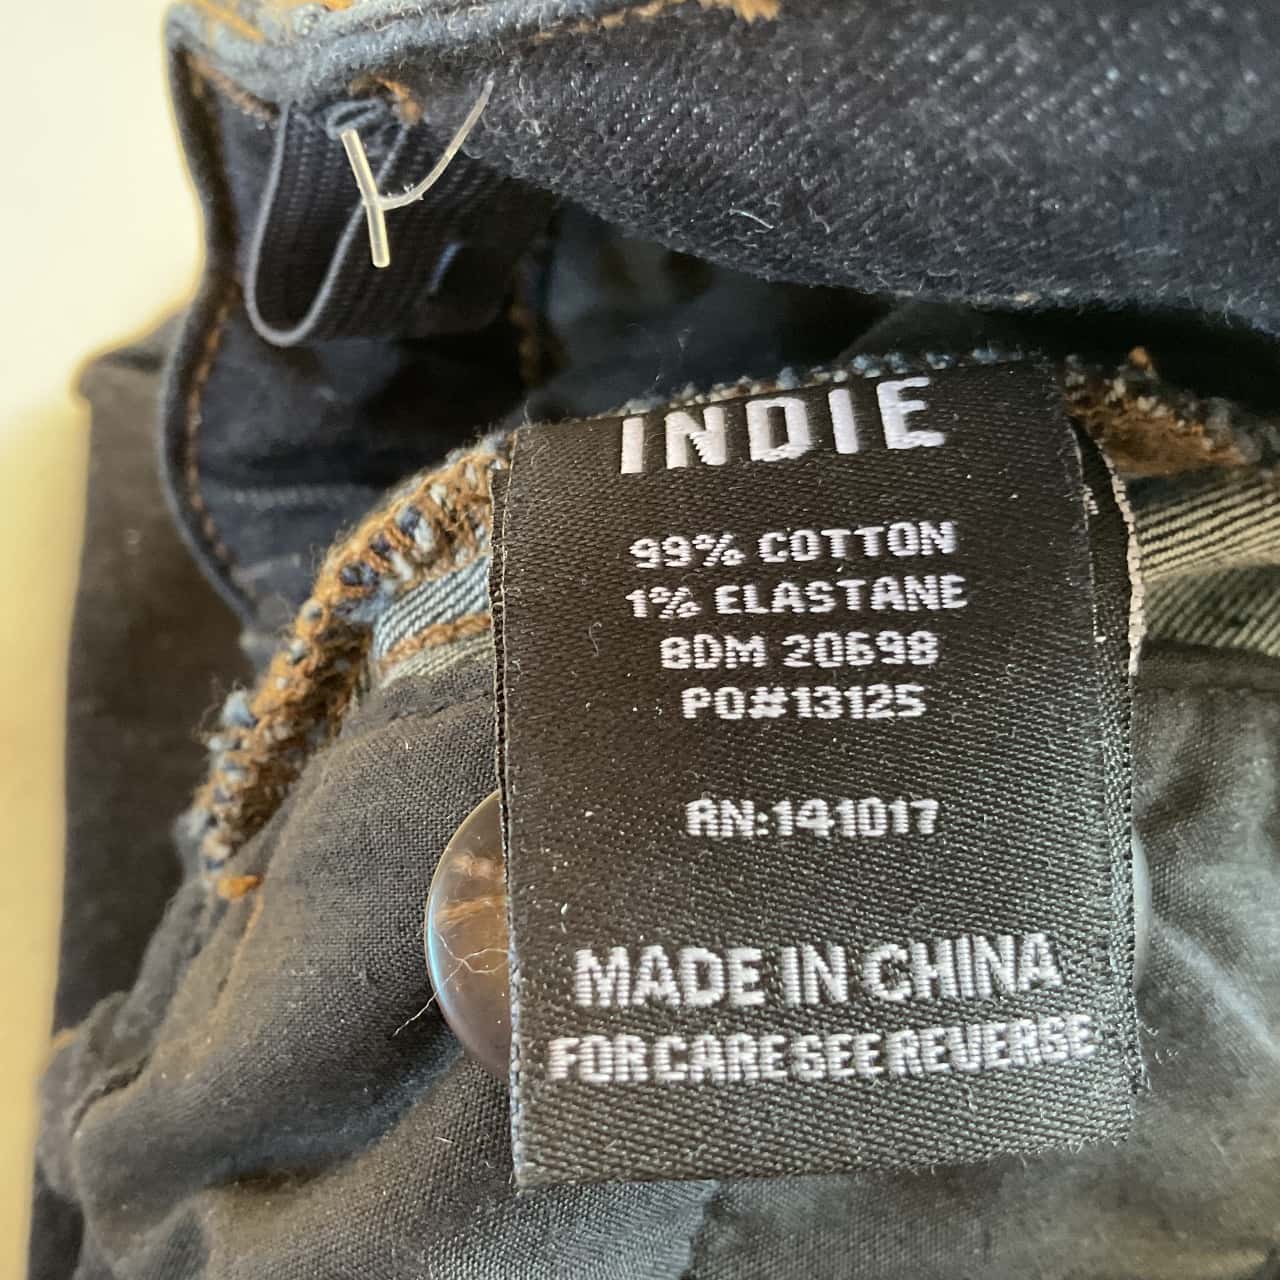 INDIE
99% COTTON
1% ELASTANE
BDM 20698
PO#13125
RN:141017
MADE IN CHINA
FOR CARE SEE REVERSE